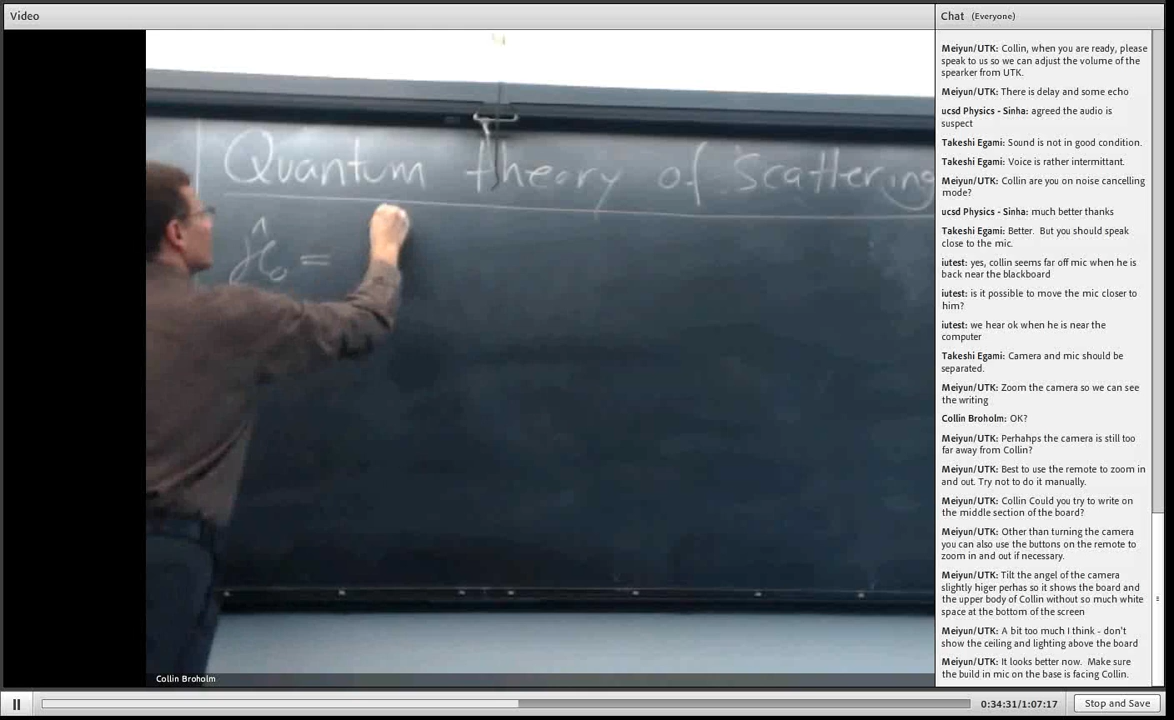 Video
Quantum theory of Scattering
Ĥ₀ =
Collin Broholm
0:34:31/1:07:17
Stop and Save
Chat (Everyone)
Meiyun/UTK: Collin, when you are ready, please
speak to us so we can adjust the volume of the
spearker from UTK.
Meiyun/UTK: There is delay and some echo
ucsd Physics - Sinha: agreed the audio is
suspect
Takeshi Egami: Sound is not in good condition.
Takeshi Egami: Voice is rather intermittant.
Meiyun/UTK: Collin are you on noise cancelling
mode?
ucsd Physics - Sinha: much better thanks
Takeshi Egami: Better. But you should speak
close to the mic.
iutest: yes, collin seems far off mic when he is
back near the blackboard
iutest: is it possible to move the mic closer to
him?
iutest: we hear ok when he is near the
computer
Takeshi Egami: Camera and mic should be
separated.
Meiyun/UTK: Zoom the camera so we can see
the writing
Collin Broholm: OK?
Meiyun/UTK: Perhahps the camera is still too
far away from Collin?
Meiyun/UTK: Best to use the remote to zoom in
and out. Try not to do it manually.
Meiyun/UTK: Collin Could you try to write on
the middle section of the board?
Meiyun/UTK: Other than turning the camera
you can also use the buttons on the remote to
zoom in and out if necessary.
Meiyun/UTK: Tilt the angel of the camera
slightly higer perhas so it shows the board and
the upper body of Collin without so much white
space at the bottom of the screen
Meiyun/UTK: A bit too much I think - don't
show the ceiling and lighting above the board
Meiyun/UTK: It looks better now. Make sure
the build in mic on the base is facing Collin.